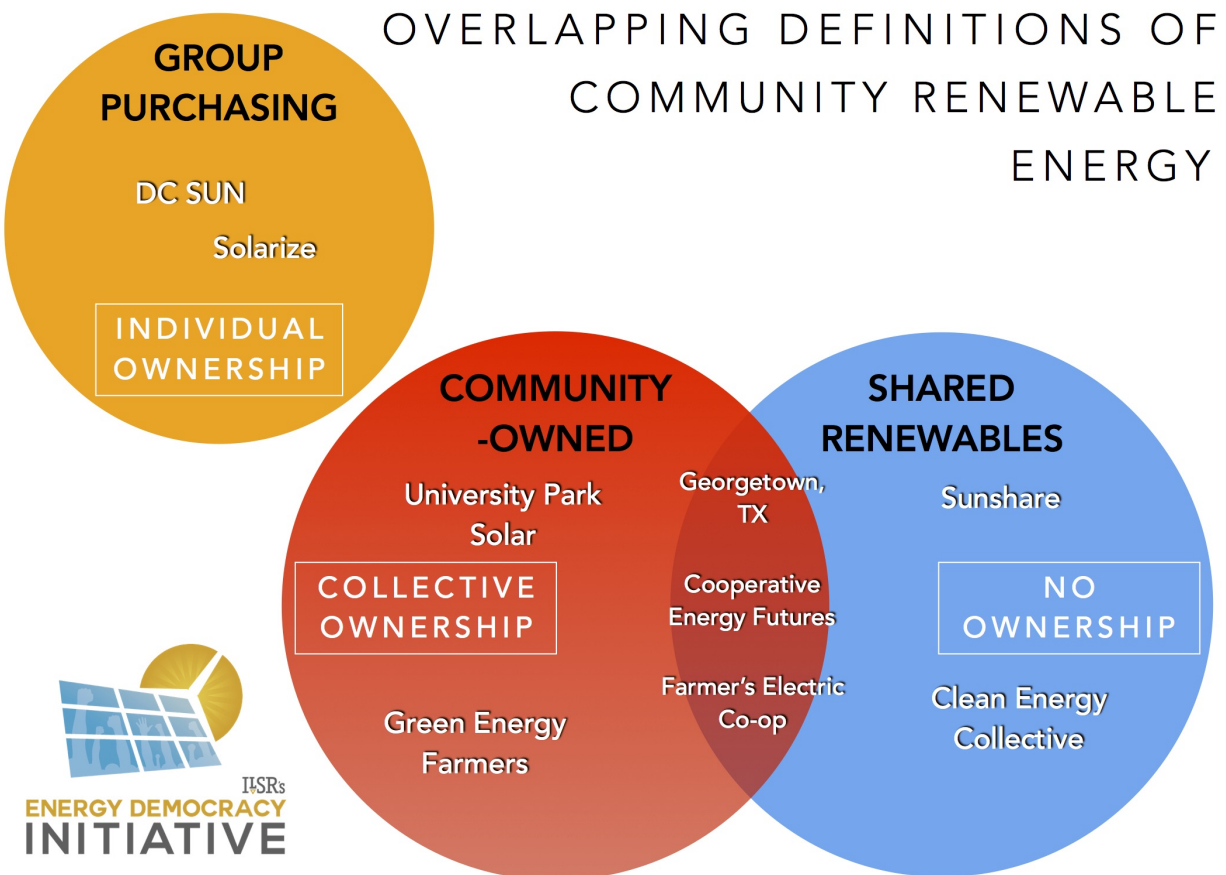 OVERLAPPING DEFINITIONS OF
COMMUNITY RENEWABLE
ENERGY
GROUP
PURCHASING
DC SUN
Solarize
INDIVIDUAL
OWNERSHIP
COMMUNITY
-OWNED
University Park
Solar
COLLECTIVE
OWNERSHIP
Green Energy
Farmers
Georgetown,
TX
Cooperative
Energy Futures
Farmer's Electric
Co-op
SHARED
RENEWABLES
Sunshare
NO
OWNERSHIP
Clean Energy
Collective
ILSR's
ENERGY DEMOCRACY
INITIATIVE